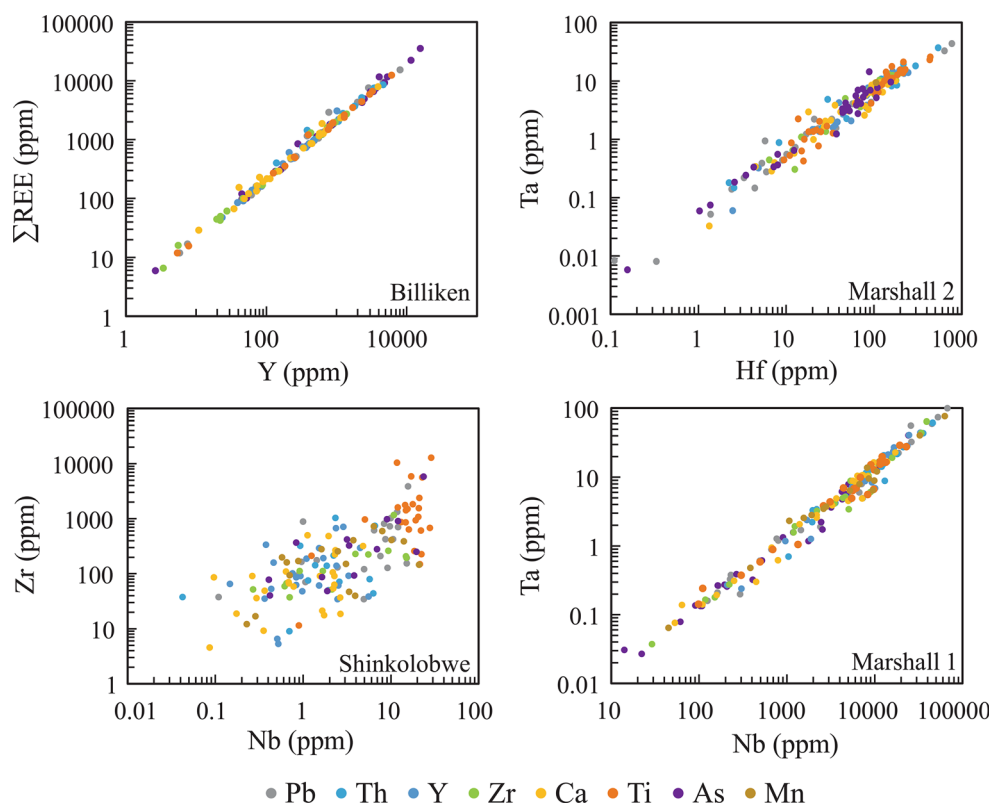 100000
10000
1000
100
10
1
∑REE (ppm)
Billiken
1 100 10000
Y (ppm)
100
10
1
0.1
0.01
0.001
Ta (ppm)
Marshall 2
0.1 10 100 1000
Hf (ppm)
100000
10000
1000
100
10
1
Zr (ppm)
Shinkolobwe
0.01 0.1 1 10 100
Nb (ppm)
100
10
1
0.1
0.01
Ta (ppm)
Marshall 1
10 100 1000 10000 100000
Nb (ppm)
Pb Th Y Zr Ca Ti As Mn